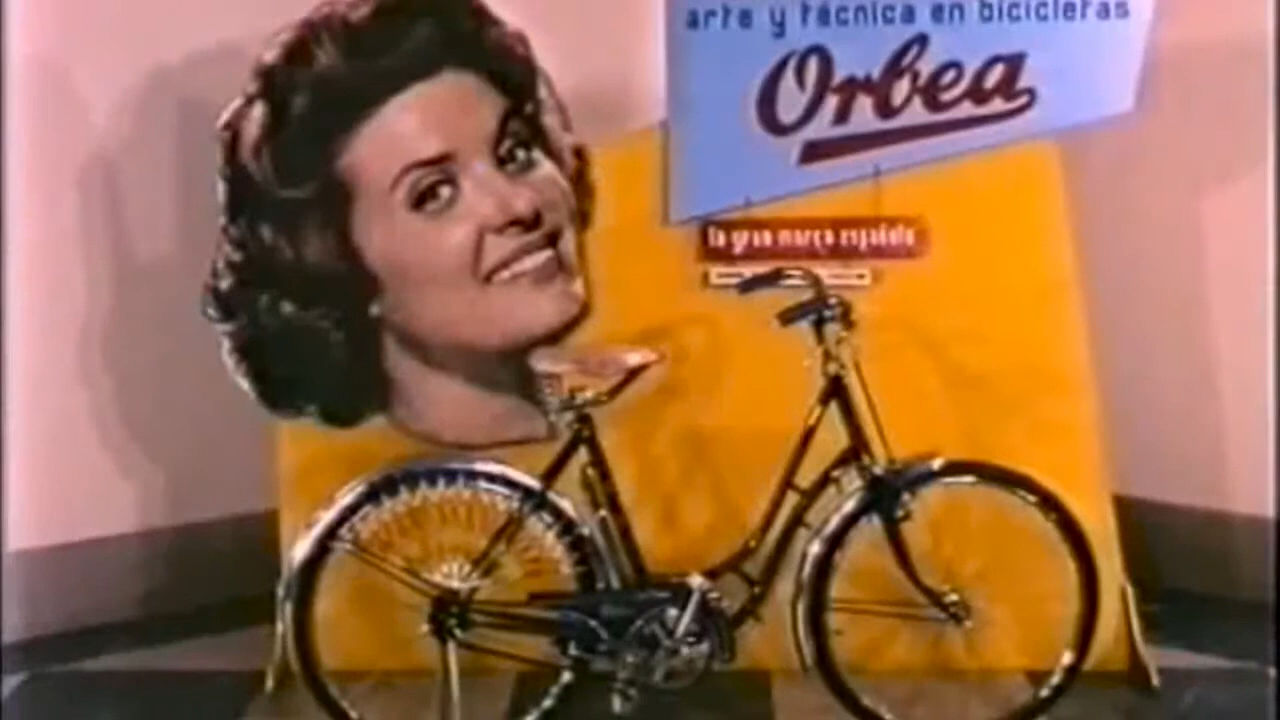 arte y técnica en bicicletas
Orbea
la gran marca española